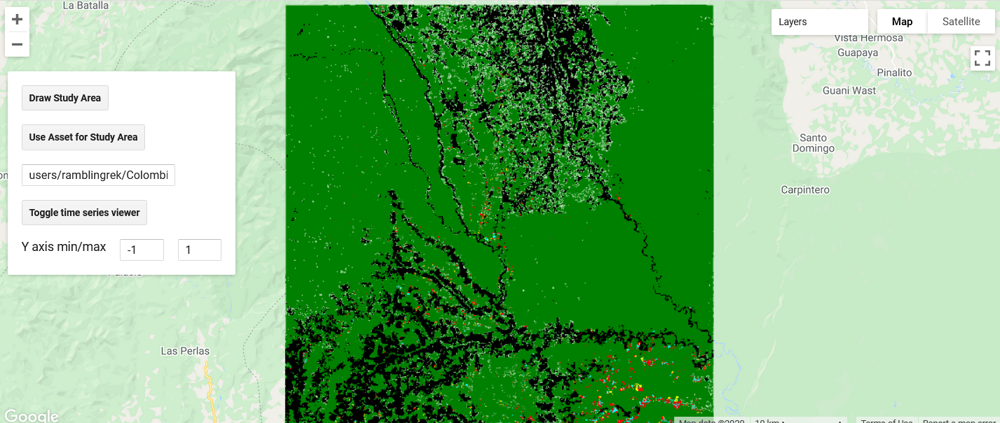 La Batalla
+
−
Layers
Map
Satellite
Vista Hermosa
Guapaya
Pinalito
Guani Wast
Draw Study Area
Use Asset for Study Area
Santo
Domingo
users/ramblingrek/Colombi
Carpintero
Toggle time series viewer
Y axis min/max
-1
1
Las Perlas
Google
Map data ©2020
10 km
Terms of Use
Report a map error